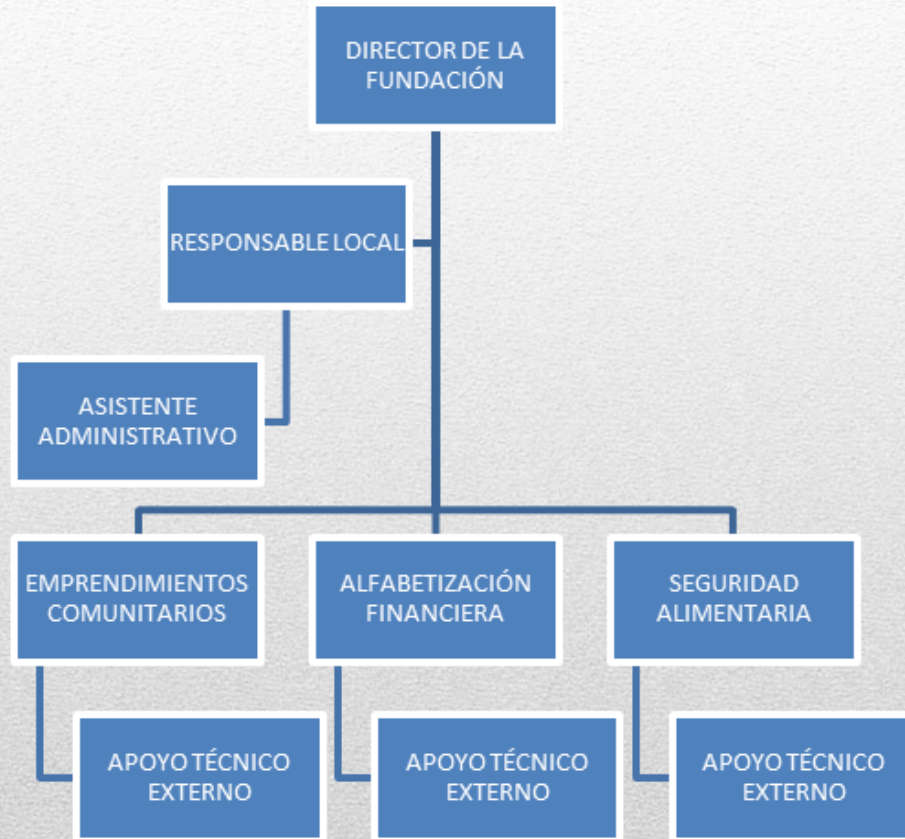 DIRECTOR DE LA
FUNDACIÓN
RESPONSABLE LOCAL
ASISTENTE
ADMINISTRATIVO
EMPRENDIMIENTOS
COMUNITARIOS
ALFABETIZACIÓN
FINANCIERA
SEGURIDAD
ALIMENTARIA
APOYO TÉCNICO
EXTERNO
APOYO TÉCNICO
EXTERNO
APOYO TÉCNICO
EXTERNO